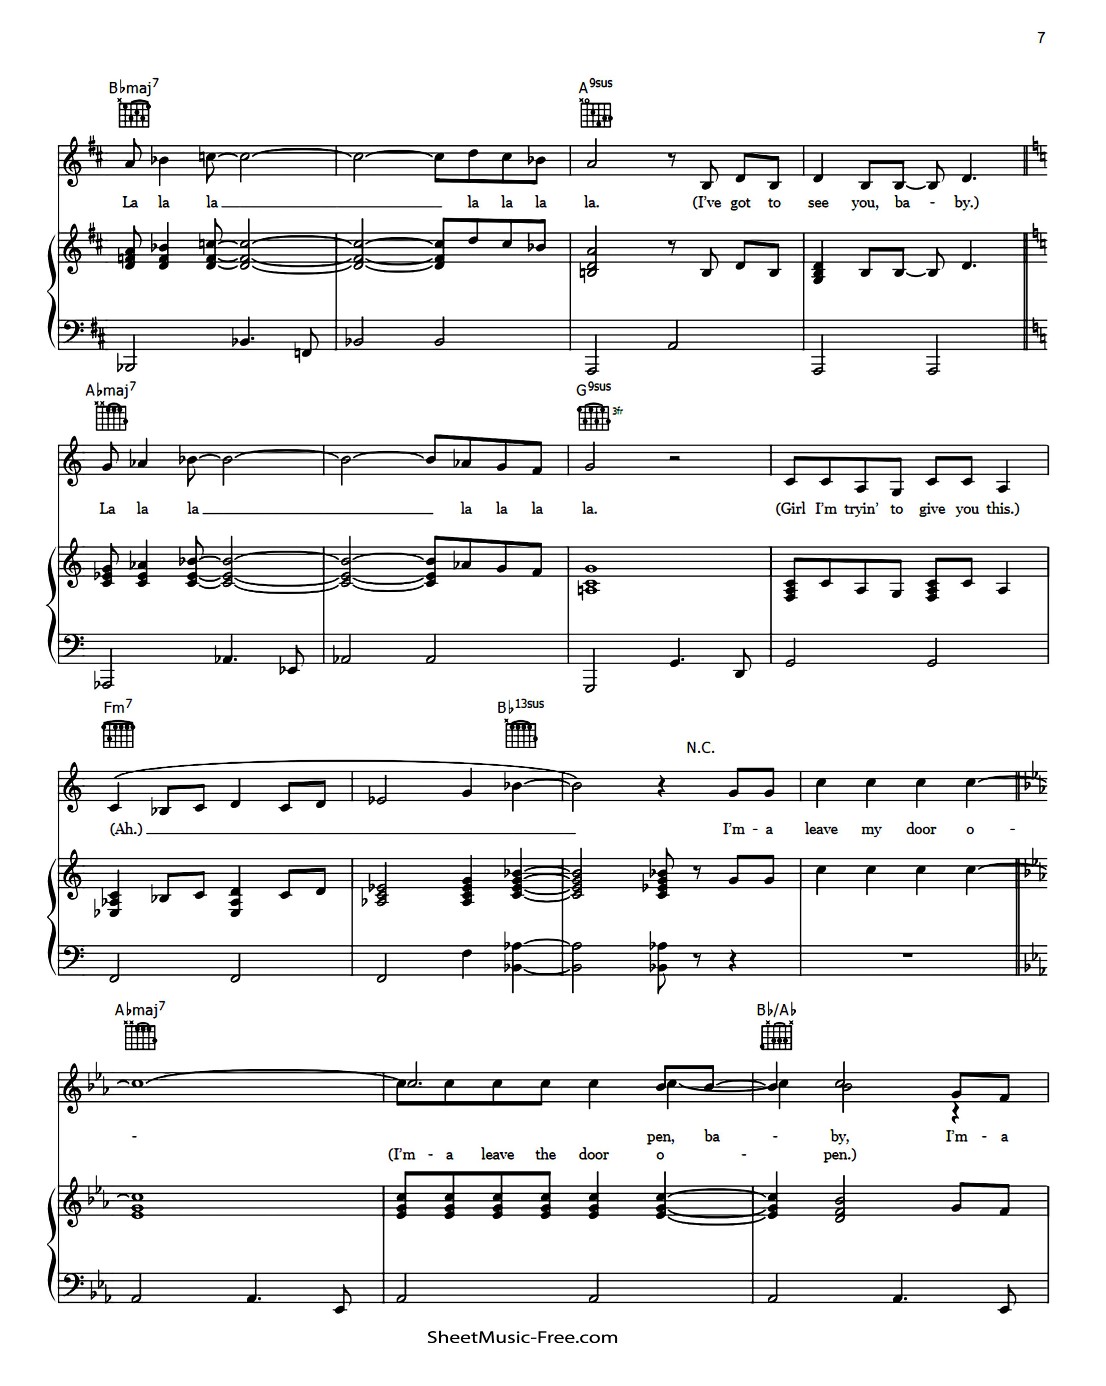 7
B♭maj7 A9sus
La la la la la la la. (I've got to see you, ba - by.)
A♭maj7 G9sus
3fr
La la la la la la la. (Girl I'm tryin' to give you this.)
Fm7 B♭13sus
N.C.
(Ah.) I'm - a leave my door o -
A♭maj7 B♭/A♭
- pen, ba - by, I'm - a
(I'm - a leave the door o - pen.)
SheetMusic-Free.com